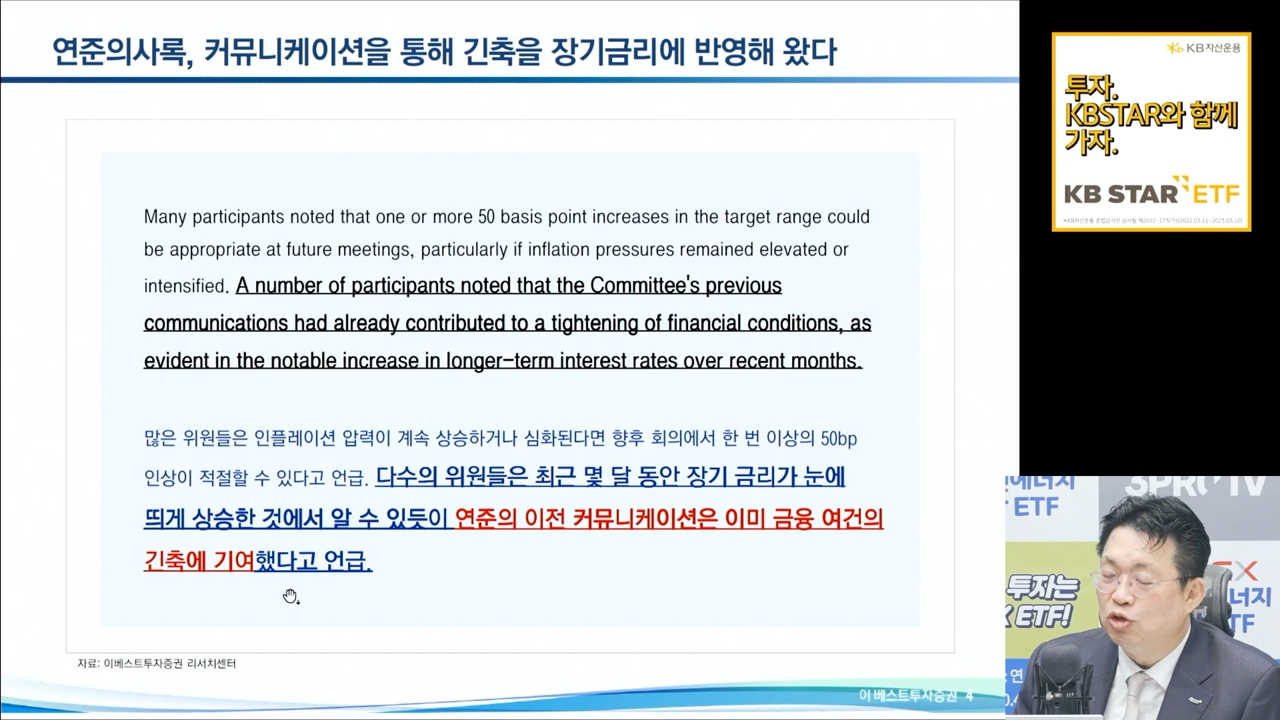 연준의사록, 커뮤니케이션을 통해 긴축을 장기금리에 반영해 왔다
Many participants noted that one or more 50 basis point increases in the target range could
be appropriate at future meetings, particularly if inflation pressures remained elevated or
intensified. A number of participants noted that the Committee's previous
communications had already contributed to a tightening of financial conditions, as
evident in the notable increase in longer-term interest rates over recent months.
많은 위원들은 인플레이션 압력이 계속 상승하거나 심화된다면 향후 회의에서 한 번 이상의 50bp
인상이 적절할 수 있다고 언급. 다수의 위원들은 최근 몇 달 동안 장기 금리가 눈에
띄게 상승한 것에서 알 수 있듯이 연준의 이전 커뮤니케이션은 이미 금융 여건의
긴축에 기여했다고 언급.
자료: 이베스트투자증권 리서치센터
이베스트투자증권 4
KB자산운용
투자.
KBSTAR와 함께
가자.
KB STAR ETF
3PROTV
ETF
투자는
ETF!